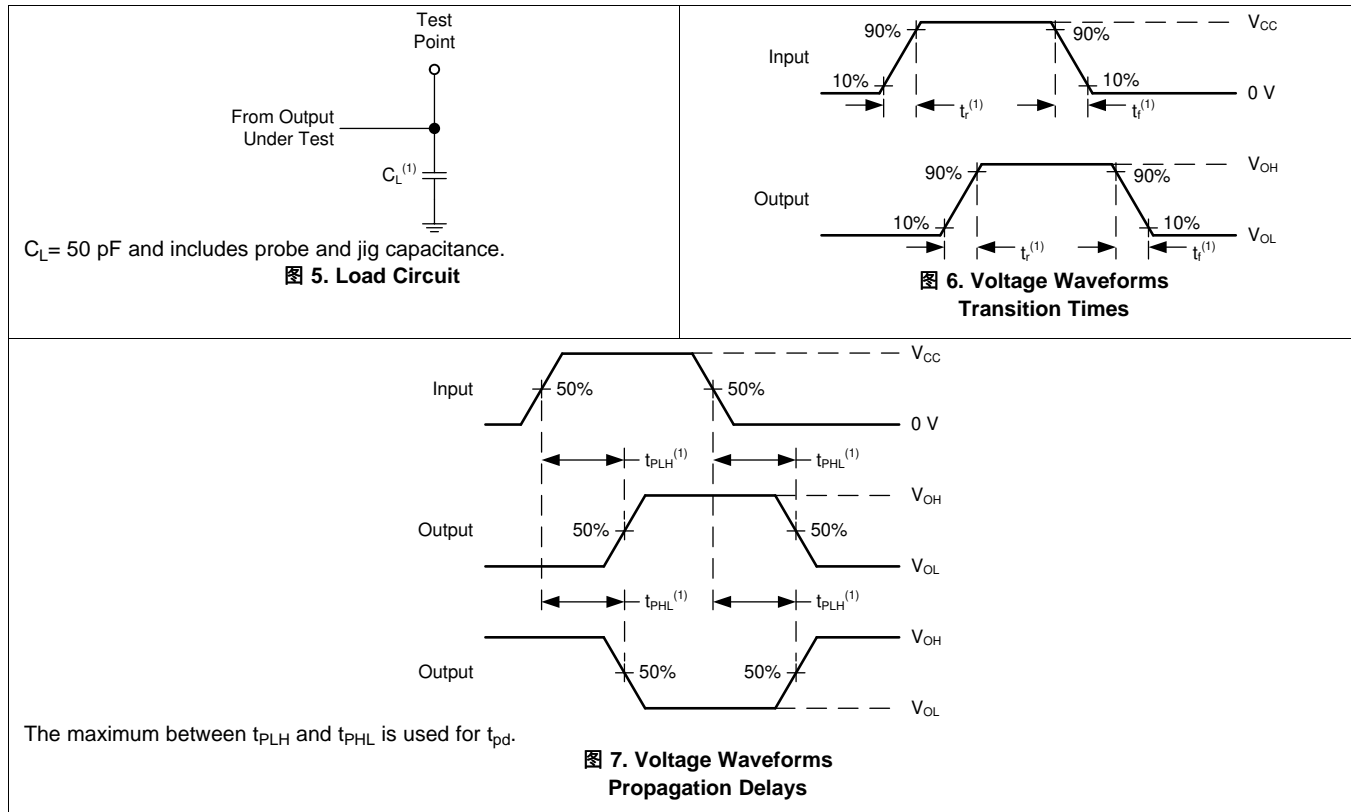 Test
Point
From Output
Under Test
C_L^(1)
C_L= 50 pF and includes probe and jig capacitance.
图 5. Load Circuit
V_CC
90%
90%
Input
10%
10%
0 V
t_r^(1)
t_f^(1)
V_OH
90%
90%
Output
10%
10%
V_OL
t_r^(1)
t_f^(1)
图 6. Voltage Waveforms
Transition Times
V_CC
Input
50%
50%
0 V
t_PLH^(1)
t_PHL^(1)
V_OH
Output
50%
50%
V_OL
t_PHL^(1)
t_PLH^(1)
V_OH
Output
50%
50%
V_OL
The maximum between t_PLH and t_PHL is used for t_pd.
图 7. Voltage Waveforms
Propagation Delays